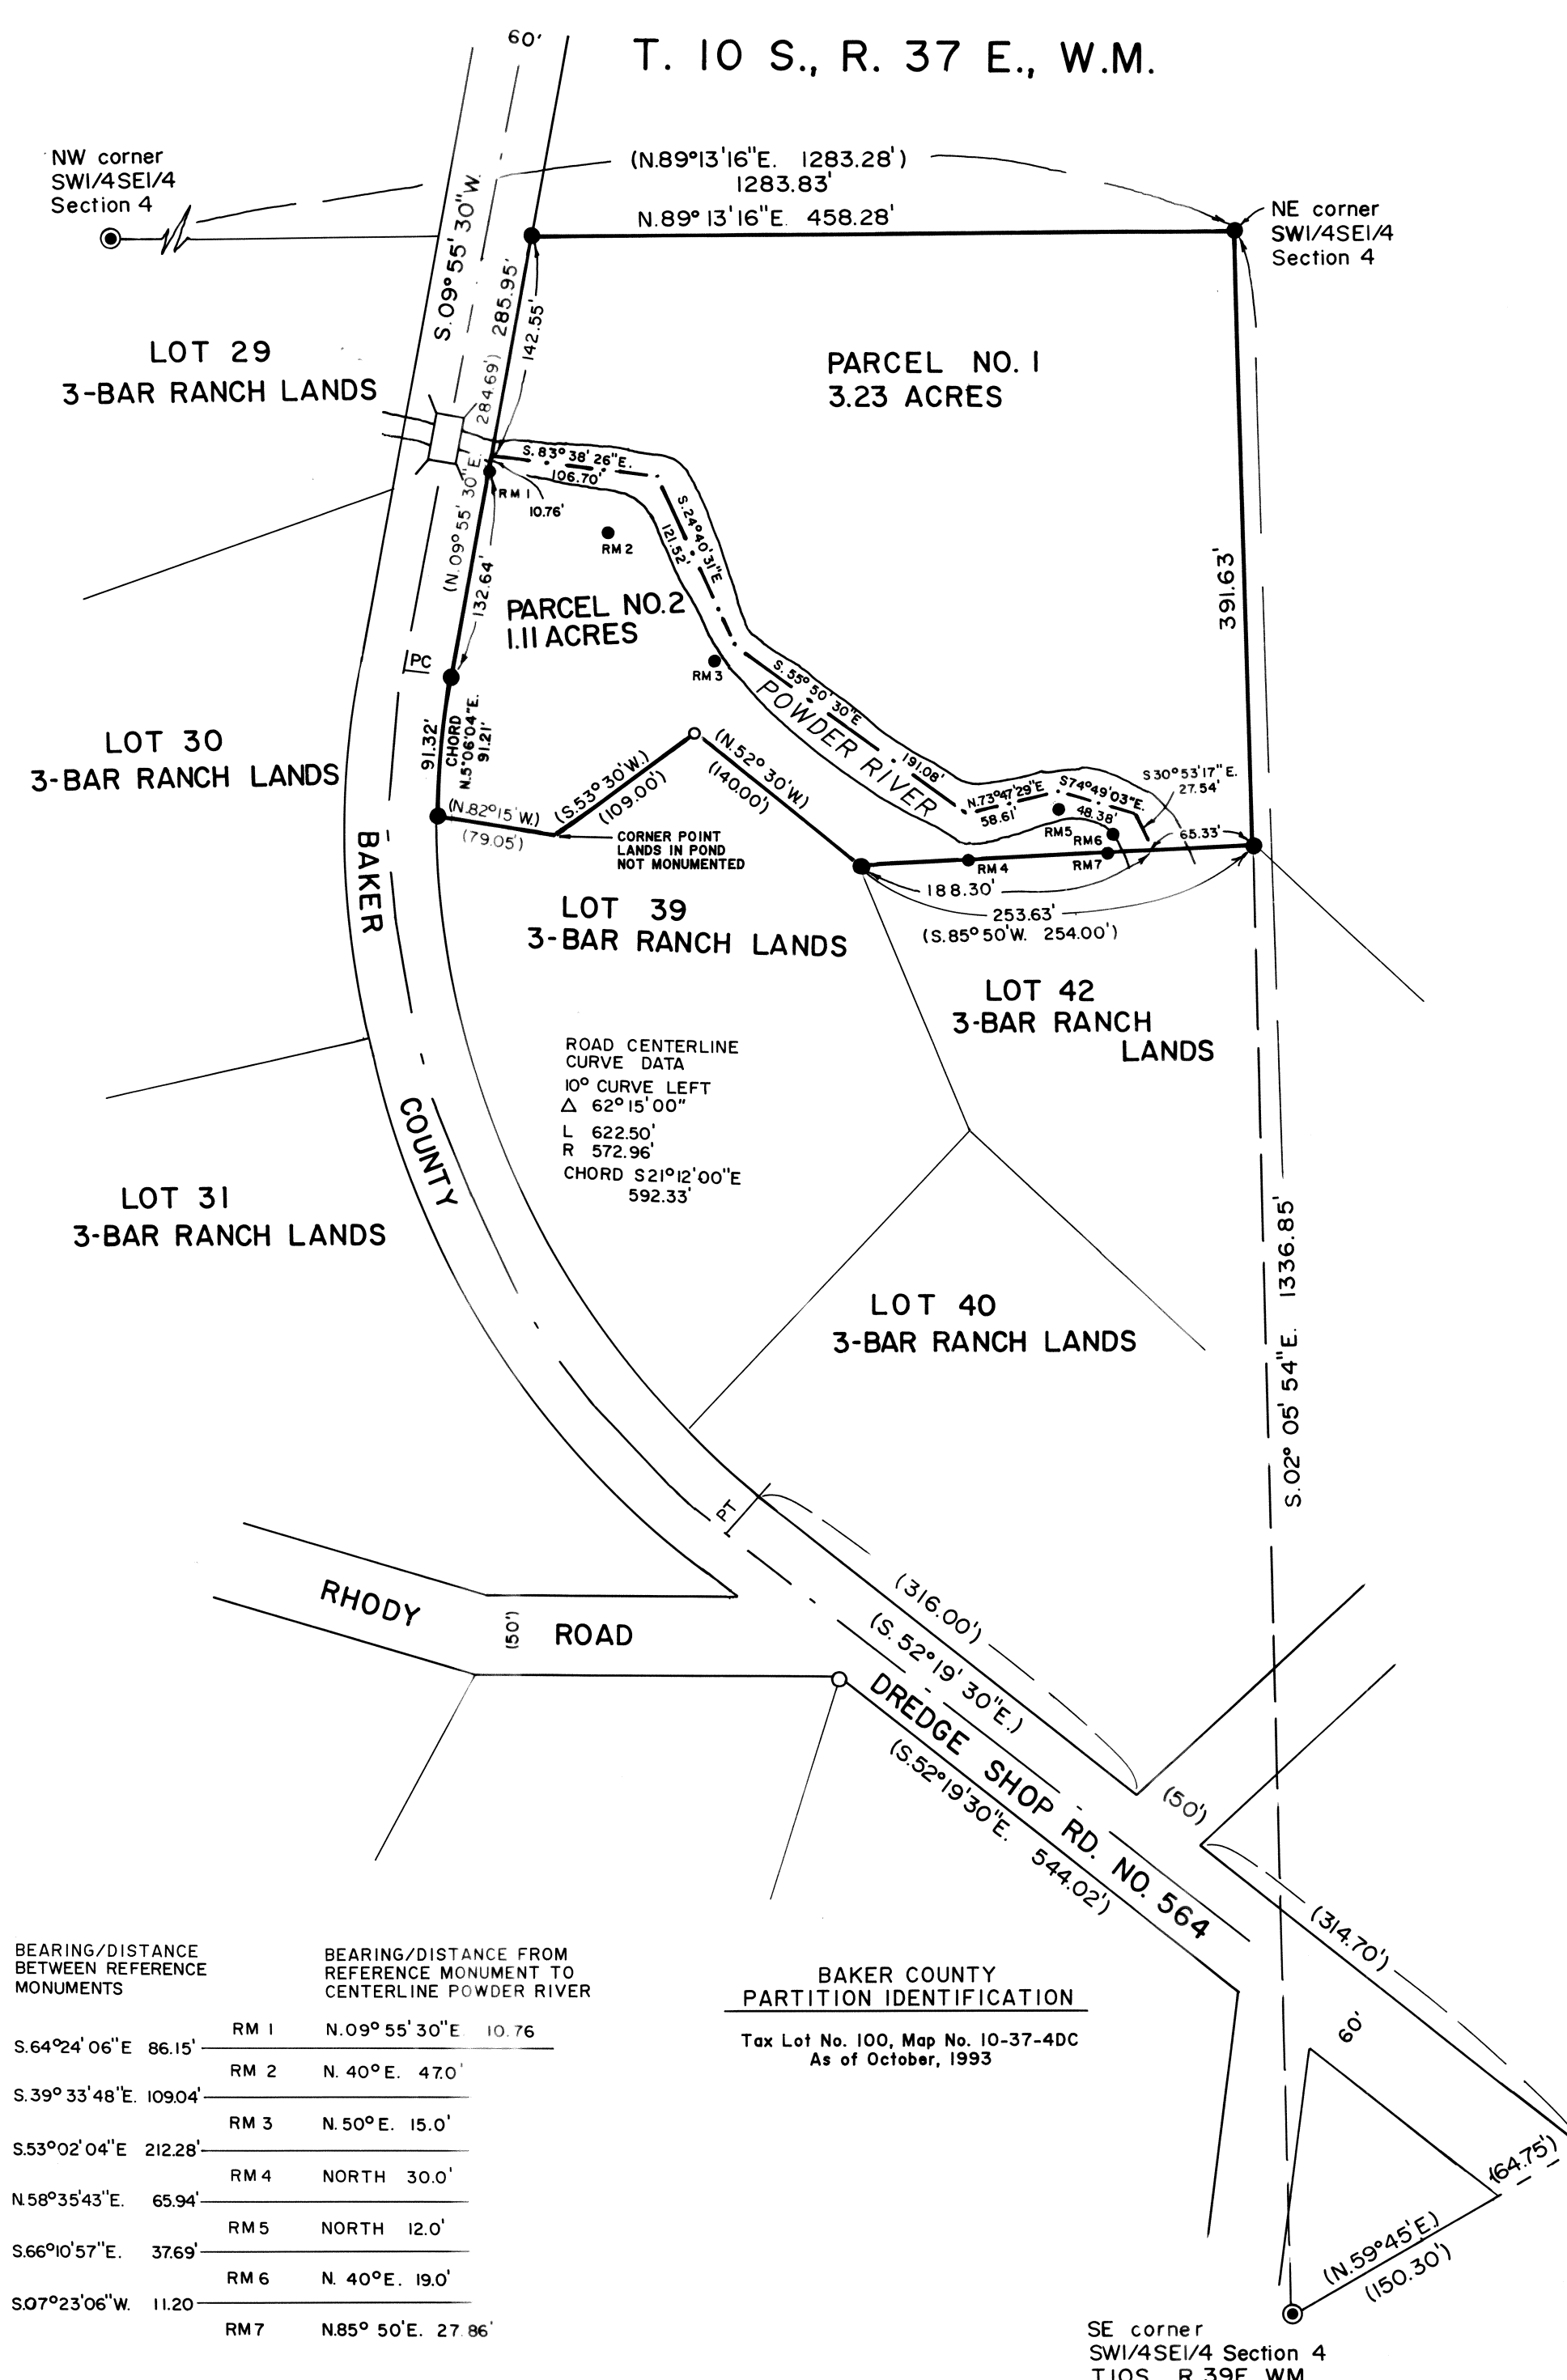 60'
T. 10 S., R. 37 E., W.M.
NW corner
SW1/4SE1/4
Section 4
(N.89°13'16"E. 1283.28')
1283.83'
N.89°13'16"E. 458.28'
NE corner
SW1/4SE1/4
Section 4
S.09°55'30"W.
(N.09°55'30"E. 284.69')
285.95'
142.55'
LOT 29
3-BAR RANCH LANDS
PARCEL NO. 1
3.23 ACRES
S.83°38'26"E.
106.70'
RM 1
10.76'
RM 2
S.24°40'31"E
121.52'
132.64'
PARCEL NO.2
1.11 ACRES
391.63'
PC
RM 3
S.55°50'30"E
191.08'
POWDER RIVER
91.32'
CHORD
N.5°06'04"E.
91.21'
LOT 30
3-BAR RANCH LANDS
(N.82°15'W.)
(79.05')
(S.53°30'W.)
(109.00')
(N.52°30'W.)
(140.00')
N.73°47'29"E
58.61'
S74°49'03"E.
48.38'
S30°53'17"E.
27.54'
RM5
RM6
65.33'
RM 4
RM7
CORNER POINT
LANDS IN POND
NOT MONUMENTED
188.30'
253.63'
(S.85°50'W. 254.00')
LOT 39
3-BAR RANCH LANDS
LOT 42
3-BAR RANCH
LANDS
BAKER
COUNTY
ROAD CENTERLINE
CURVE DATA
10° CURVE LEFT
△ 62°15'00"
L 622.50'
R 572.96'
CHORD S21°12'00"E
592.33'
LOT 31
3-BAR RANCH LANDS
S.02°05'54"E. 1336.85'
LOT 40
3-BAR RANCH LANDS
PT
RHODY
(50')
ROAD
(316.00')
(S.52°19'30"E.)
DREDGE SHOP RD. NO. 564
(S.52°19'30"E. 544.02')
(50')
(314.70')
60'
(64.75')
(N.59°45'E.)
(150.30')
BEARING/DISTANCE
BETWEEN REFERENCE
MONUMENTS
BEARING/DISTANCE FROM
REFERENCE MONUMENT TO
CENTERLINE POWDER RIVER
RM 1 N.09°55'30"E 10.76
S.64°24'06"E 86.15'
RM 2 N. 40°E. 47.0'
S.39°33'48"E. 109.04'
RM 3 N.50°E. 15.0'
S.53°02'04"E 212.28'
RM 4 NORTH 30.0'
N.58°35'43"E. 65.94'
RM5 NORTH 12.0'
S.66°10'57"E. 37.69'
RM 6 N. 40°E. 19.0'
S.07°23'06"W. 11.20
RM7 N.85° 50'E. 27.86'
BAKER COUNTY
PARTITION IDENTIFICATION
Tax Lot No. 100, Map No. 10-37-4DC
As of October, 1993
SE corner
SW1/4SE1/4 Section 4
T.10S., R.39E. WM